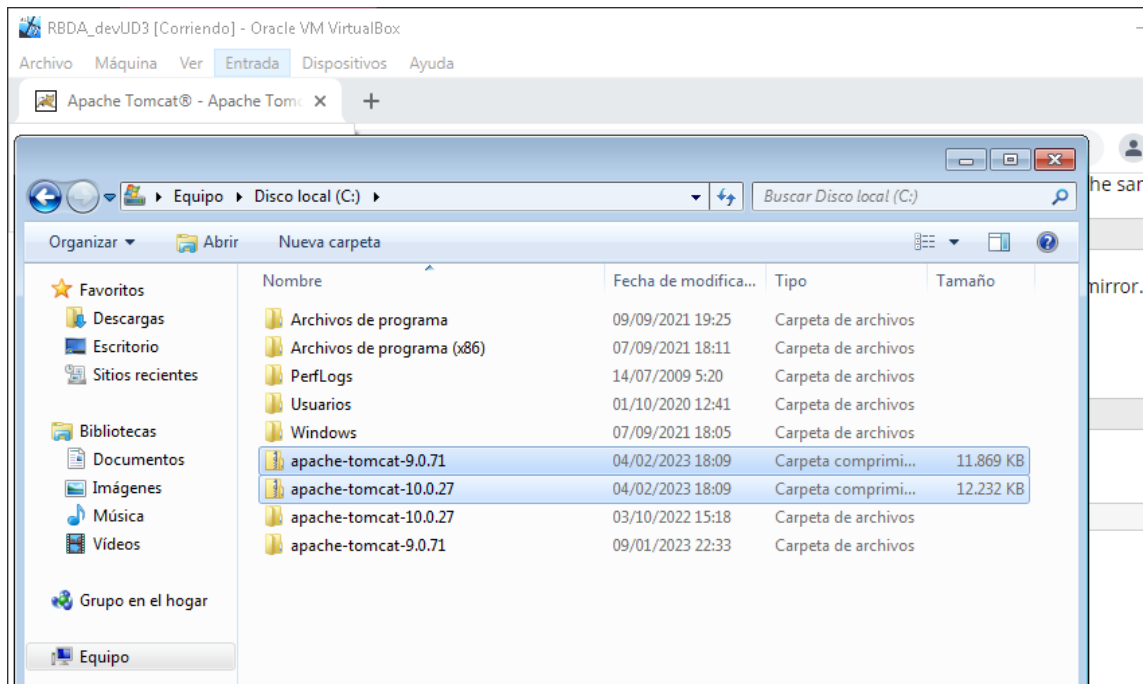 RBDA_devUD3 [Corriendo] - Oracle VM VirtualBox
Archivo Máquina Ver Entrada Dispositivos Ayuda
Apache Tomcat® - Apache Tomc
Equipo Disco local (C:) Buscar Disco local (C:)
he sar
Organizar Abrir Nueva carpeta
Nombre Fecha de modifica... Tipo Tamaño
mirror.
Favoritos
Descargas
Escritorio
Sitios recientes
Bibliotecas
Documentos
Imágenes
Música
Vídeos
Grupo en el hogar
Equipo
Archivos de programa 09/09/2021 19:25 Carpeta de archivos
Archivos de programa (x86) 07/09/2021 18:11 Carpeta de archivos
PerfLogs 14/07/2009 5:20 Carpeta de archivos
Usuarios 01/10/2020 12:41 Carpeta de archivos
Windows 07/09/2021 18:05 Carpeta de archivos
apache-tomcat-9.0.71 04/02/2023 18:09 Carpeta comprimi... 11.869 KB
apache-tomcat-10.0.27 04/02/2023 18:09 Carpeta comprimi... 12.232 KB
apache-tomcat-10.0.27 03/10/2022 15:18 Carpeta de archivos
apache-tomcat-9.0.71 09/01/2023 22:33 Carpeta de archivos